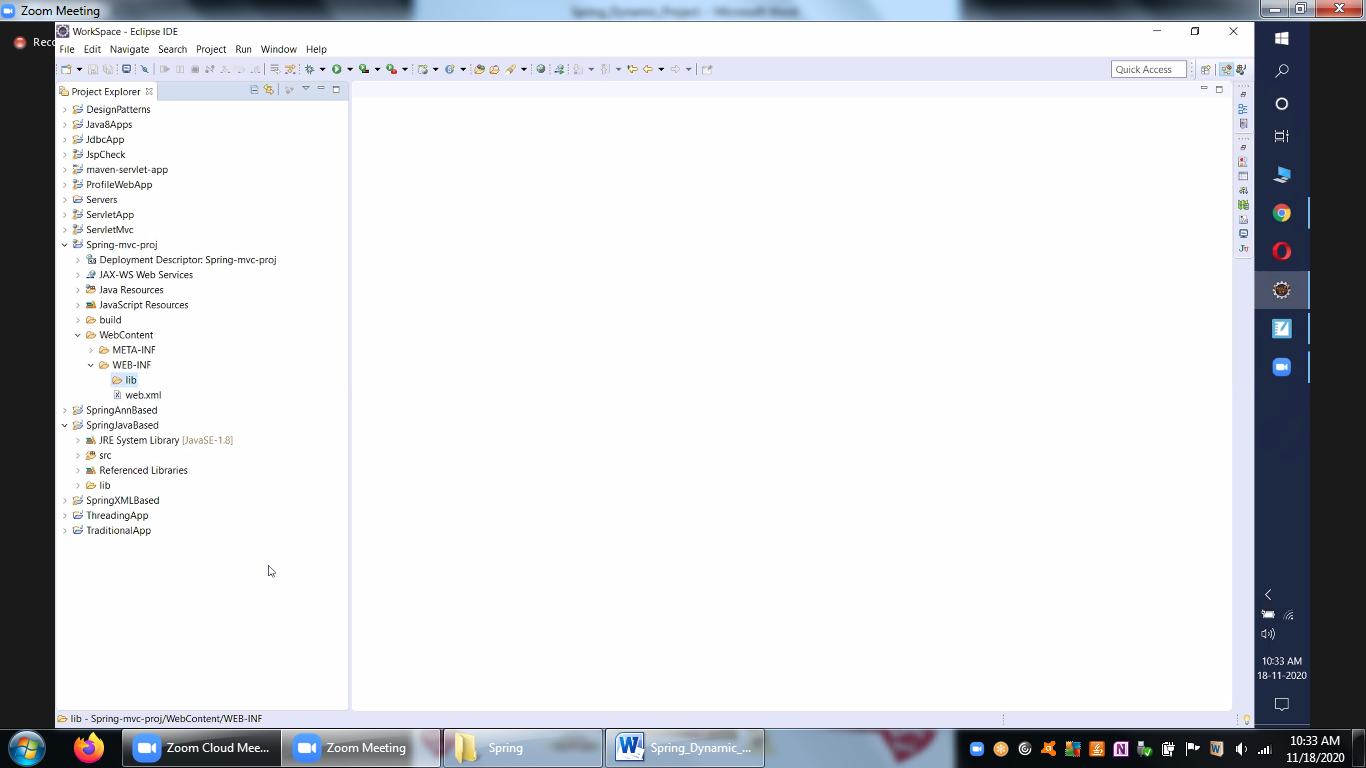 Zoom Meeting
Spring_Dynamic_Project - Microsoft Word
WorkSpace - Eclipse IDE
File Edit Navigate Search Project Run Window Help
Quick Access
Project Explorer
DesignPatterns
Java8Apps
JdbcApp
JspCheck
maven-servlet-app
ProfileWebApp
Servers
ServletApp
ServletMvc
Spring-mvc-proj
Deployment Descriptor: Spring-mvc-proj
JAX-WS Web Services
Java Resources
JavaScript Resources
build
WebContent
META-INF
WEB-INF
lib
web.xml
SpringAnnBased
SpringJavaBased
JRE System Library [JavaSE-1.8]
src
Referenced Libraries
lib
SpringXMLBased
ThreadingApp
TraditionalApp
10:33 AM
18-11-2020
lib - Spring-mvc-proj/WebContent/WEB-INF
Zoom Cloud Mee...
Zoom Meeting
Spring
Spring_Dynamic_...
10:33 AM
11/18/2020